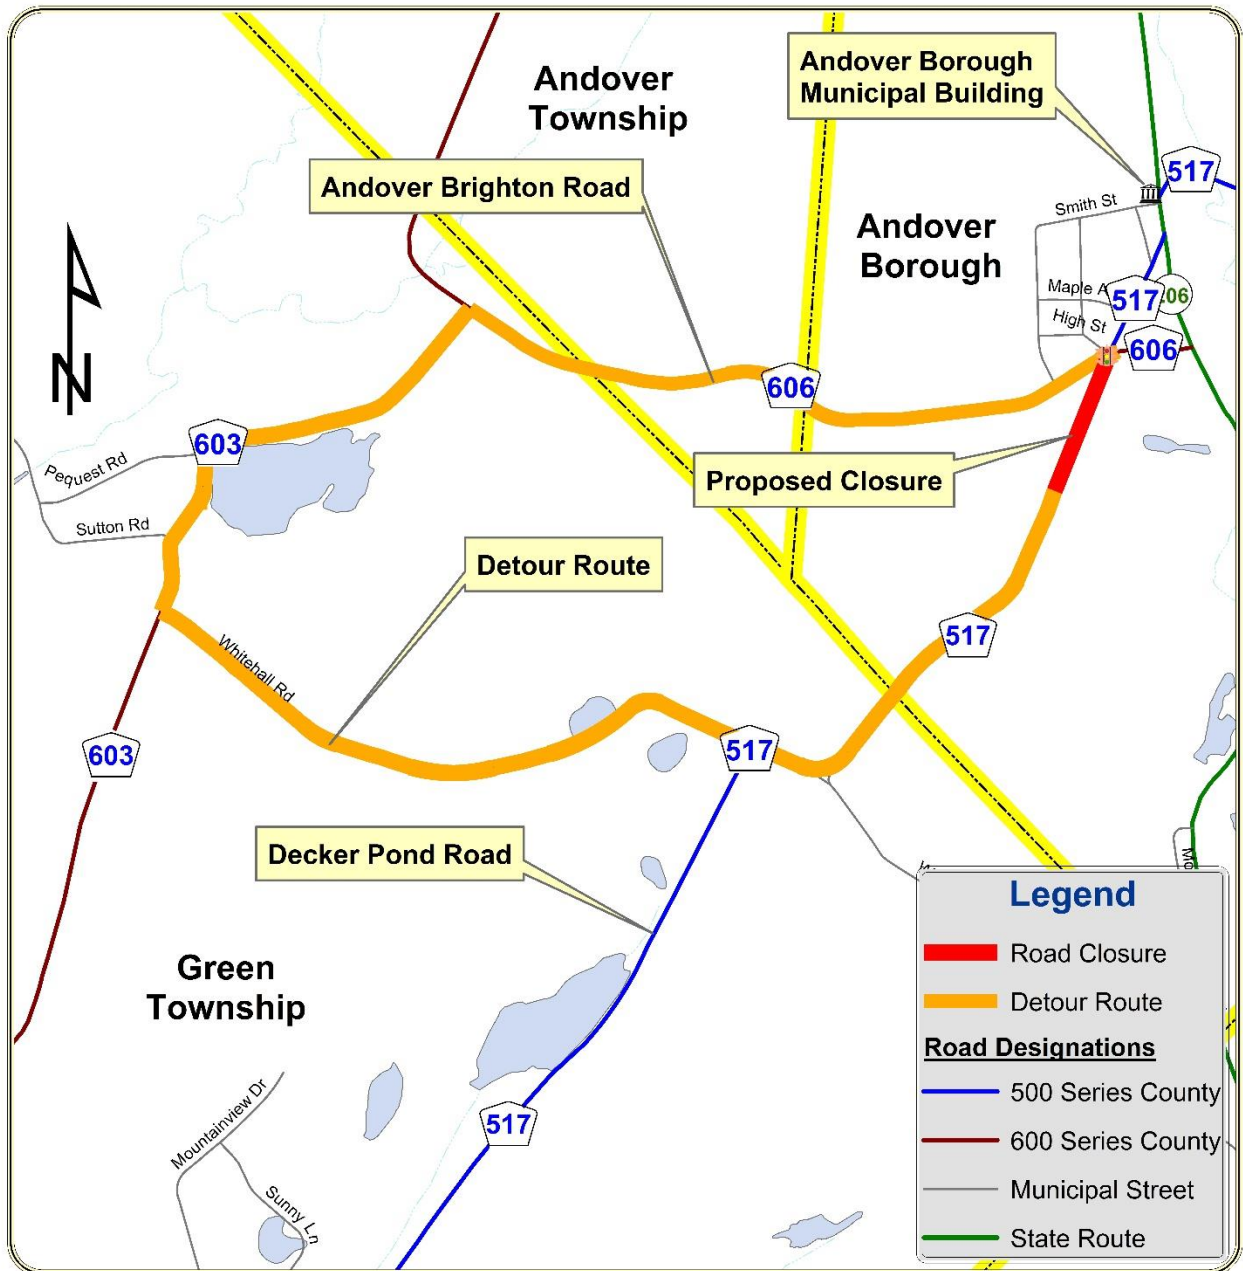 Andover
Township
Andover Borough
Municipal Building
517
Andover Brighton Road
Smith St
Andover
Borough
Maple A
517
06
High St
606
606
603
Pequest Rd
Proposed Closure
Sutton Rd
N
Detour Route
517
Whitehall Rd
517
603
Decker Pond Road
Mo
Green
Township
517
Mountainview Dr
Sunny Ln
Legend
Road Closure
Detour Route
Road Designations
500 Series County
600 Series County
Municipal Street
State Route